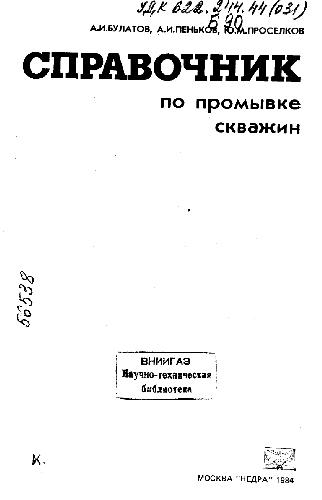 УДК 622.244.44(031)
Б 90
А.И.БУЛАТОВ, А.И.ПЕНЬКОВ, Ю.М.ПРОСЕЛКОВ
СПРАВОЧНИК
по промывке
скважин
56538
ВНИИГАЗ
Научно-техническая
библиотека
К.
МОСКВА "НЕДРА" 1984